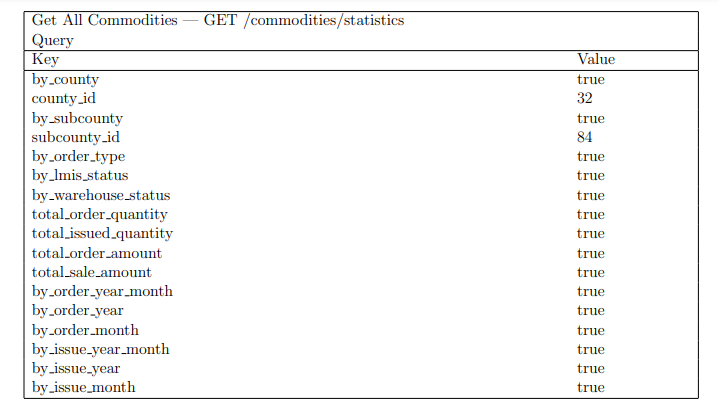 Get All Commodities — GET /commodities/statistics
Query
Key Value
by_county true
county_id 32
by_subcounty true
subcounty_id 84
by_order_type true
by_lmis_status true
by_warehouse_status true
total_order_quantity true
total_issued_quantity true
total_order_amount true
total_sale_amount true
by_order_year_month true
by_order_year true
by_order_month true
by_issue_year_month true
by_issue_year true
by_issue_month true